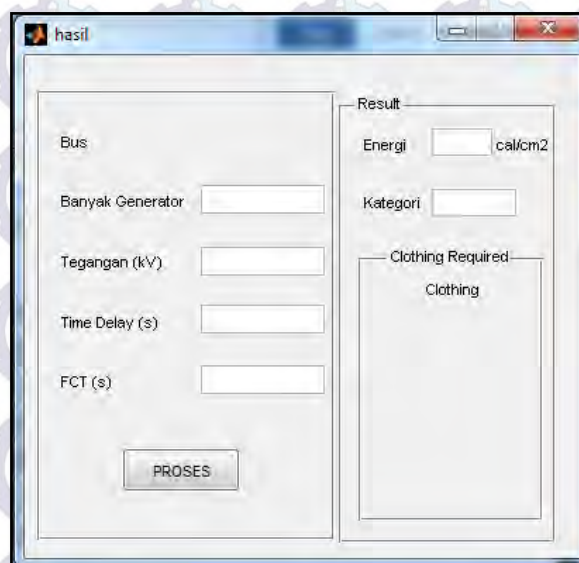 hasil
Bus
Banyak Generator
Tegangan (kV)
Time Delay (s)
FCT (s)
PROSES
Result
Energi cal/cm2
Kategori
Clothing Required
Clothing